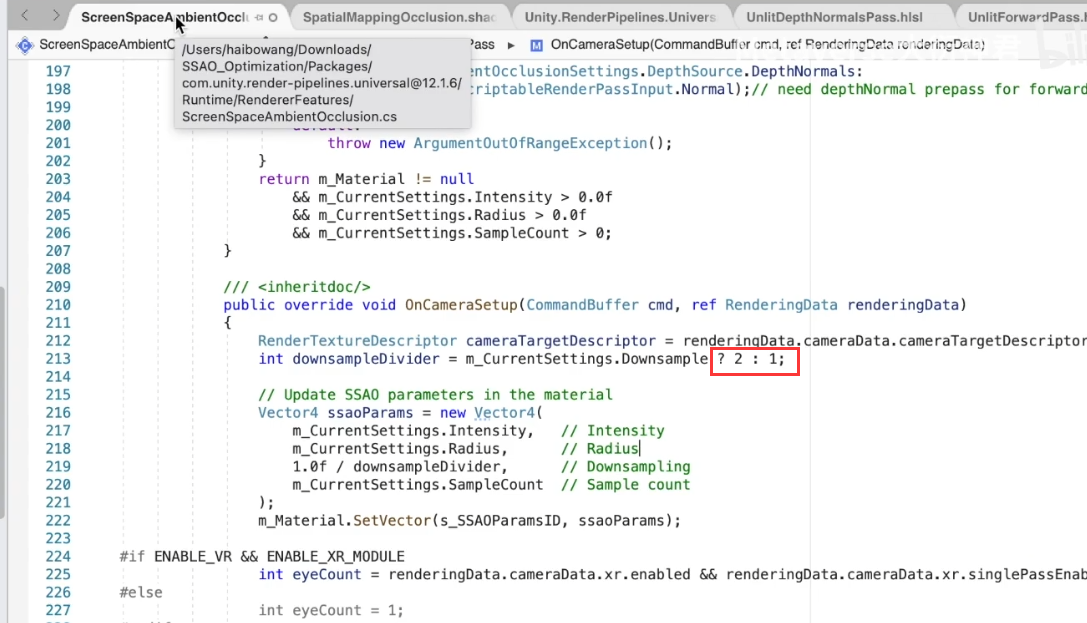 ScreenSpaceAmbientOccl
SpatialMappingOcclusion.shac
Unity.RenderPipelines.Univers
UnlitDepthNormalsPass.hlsl
UnlitForwardPass.h
ScreenSpaceAmbientO
Pass
M OnCameraSetup(CommandBuffer cmd, ref RenderingData renderingData)
/Users/haibowang/Downloads/
SSAO_Optimization/Packages/
com.unity.render-pipelines.universal@12.1.6/
Runtime/RendererFeatures/
ScreenSpaceAmbientOcclusion.cs
197 entOcclusionSettings.DepthSource.DepthNormals:
198 criptableRenderPassInput.Normal);// need depthNormal prepass for forward
199
200 default:
201 throw new ArgumentOutOfRangeException();
202 }
203 return m_Material != null
204 && m_CurrentSettings.Intensity > 0.0f
205 && m_CurrentSettings.Radius > 0.0f
206 && m_CurrentSettings.SampleCount > 0;
207 }
208
209 /// <inheritdoc/>
210 public override void OnCameraSetup(CommandBuffer cmd, ref RenderingData renderingData)
211 {
212 RenderTextureDescriptor cameraTargetDescriptor = renderingData.cameraData.cameraTargetDescriptor
213 int downsampleDivider = m_CurrentSettings.Downsample ? 2 : 1;
214
215 // Update SSAO parameters in the material
216 Vector4 ssaoParams = new Vector4(
217 m_CurrentSettings.Intensity, // Intensity
218 m_CurrentSettings.Radius, // Radius
219 1.0f / downsampleDivider, // Downsampling
220 m_CurrentSettings.SampleCount // Sample count
221 );
222 m_Material.SetVector(s_SSAOParamsID, ssaoParams);
223
224 #if ENABLE_VR && ENABLE_XR_MODULE
225 int eyeCount = renderingData.cameraData.xr.enabled && renderingData.cameraData.xr.singlePassEnab
226 #else
227 int eyeCount = 1;